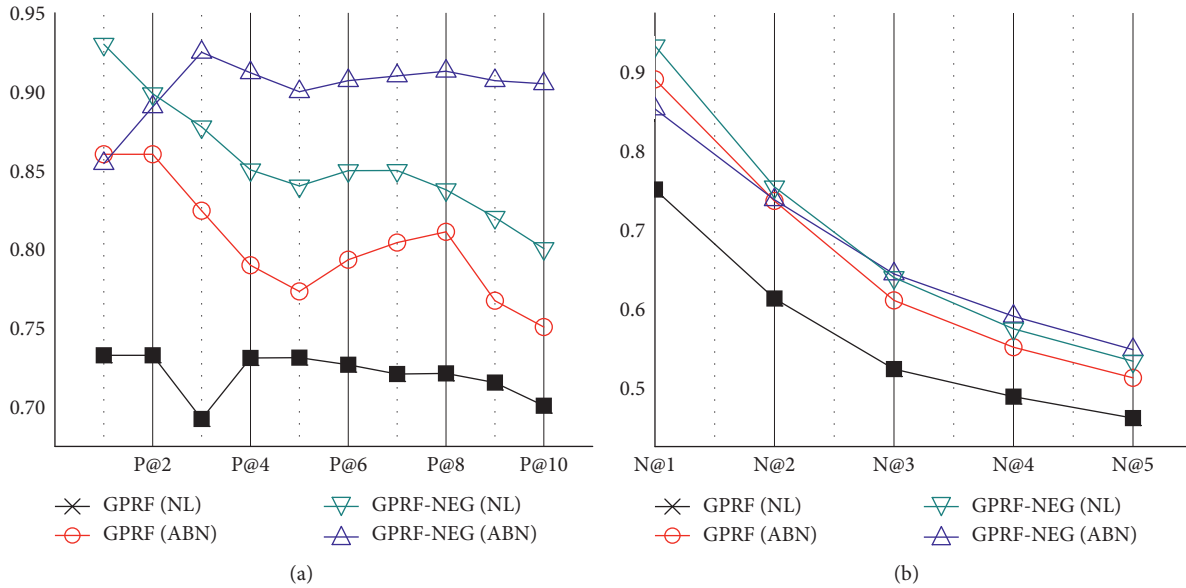 0.95
0.90
0.85
0.80
0.75
0.70
P@2 P@4 P@6 P@8 P@10
GPRF (NL) GPRF-NEG (NL)
GPRF (ABN) GPRF-NEG (ABN)
(a)
0.9
0.8
0.7
0.6
0.5
N@1 N@2 N@3 N@4 N@5
GPRF (NL) GPRF-NEG (NL)
GPRF (ABN) GPRF-NEG (ABN)
(b)